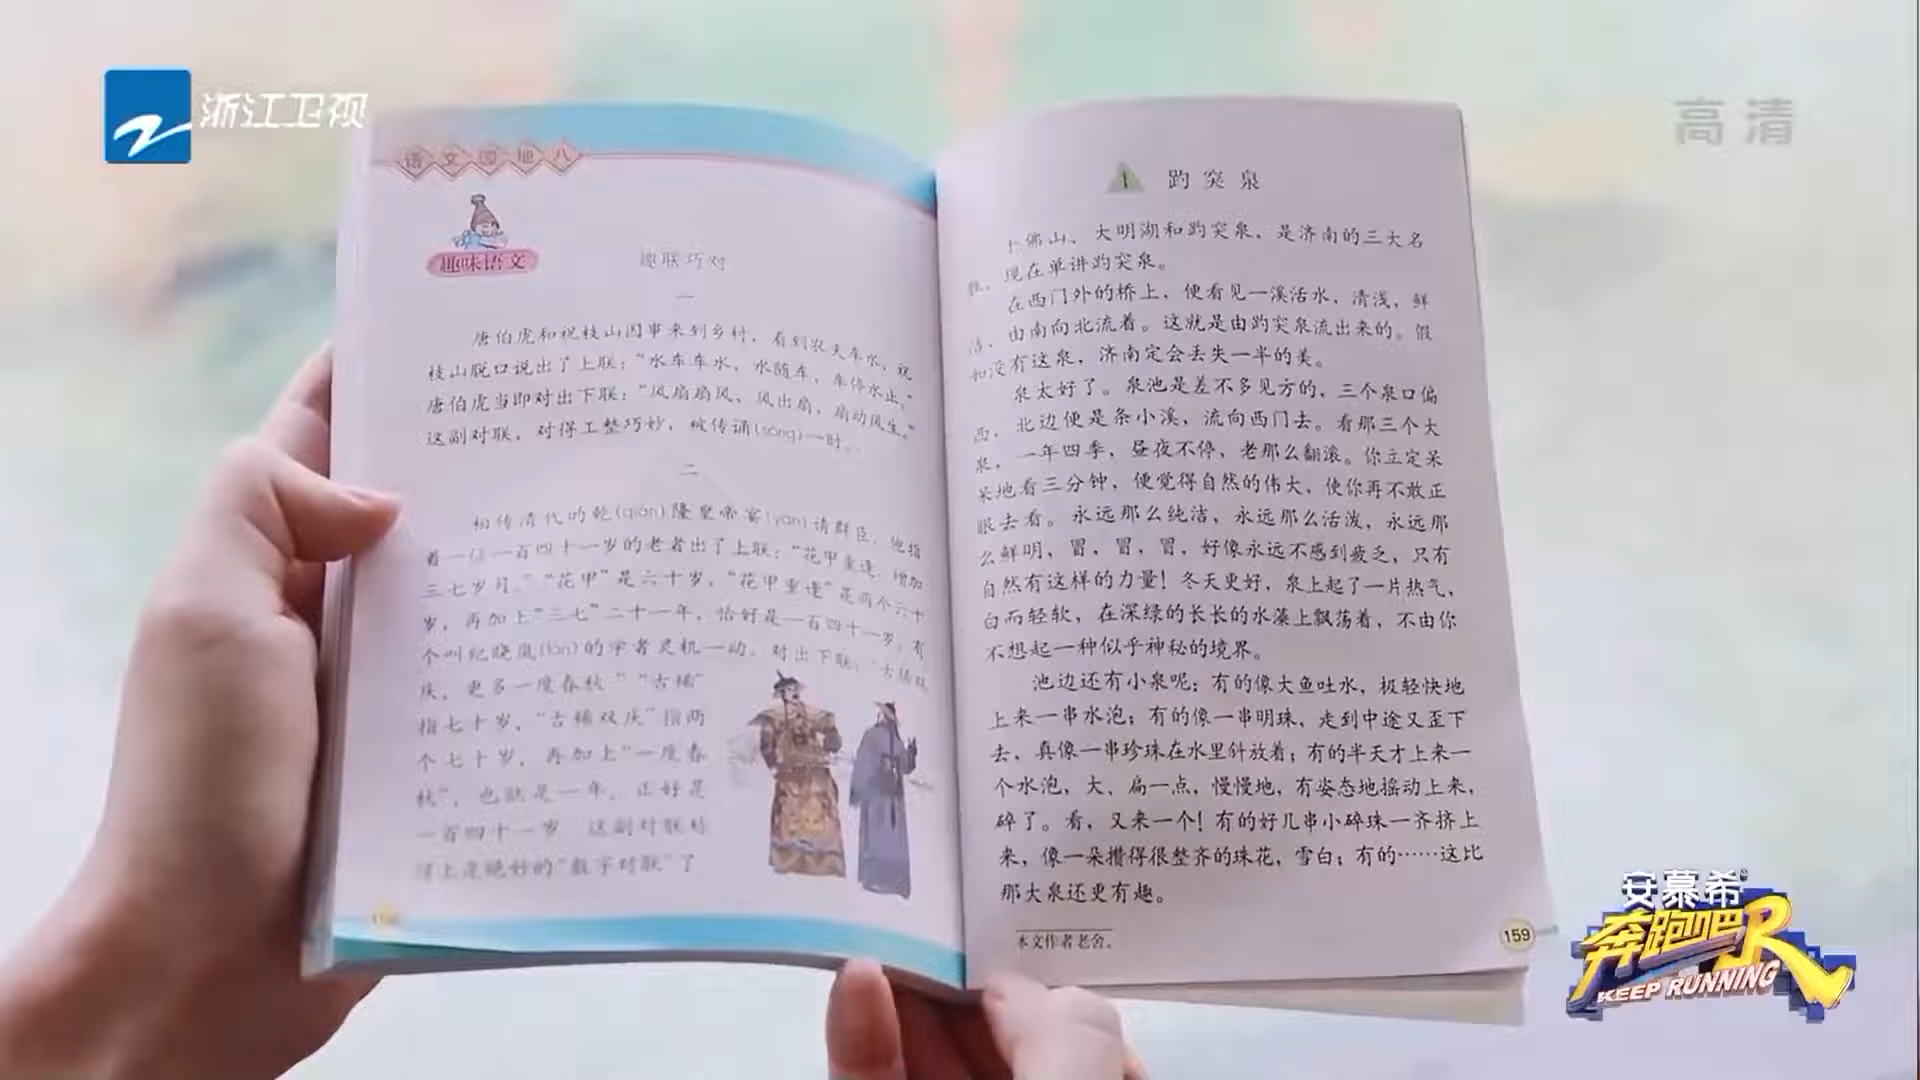 浙江卫视
高清
语文园地八
趣味语文
趣联巧对
一
唐伯虎和祝枝山因事来到乡村，看到农夫车水，祝
枝山脱口说出了上联：“水车车水，水随车，车停水止。”
唐伯虎当即对出下联：“风扇扇风，风出扇，扇动风生。”
这副对联，对得工整巧妙，被传诵(sòng)一时。
二
相传清代的乾(qián)隆皇帝宴(yàn)请群臣，他指
着一位一百四十一岁的老者出了上联：“花甲重逢，增加
三七岁月。”“花甲”是六十岁，“花甲重逢”是两个六十
岁，再加上“三七”二十一年，恰好是一百四十一岁。有
个叫纪晓岚(lán)的学者灵机一动，对出下联：“古稀双
庆，更多一度春秋。”“古稀”
指七十岁，“古稀双庆”指两
个七十岁，再加上“一度春
秋”，也就是一年，正好是
一百四十一岁。这副对联称
得上是绝妙的“数字对联”了
1 趵突泉
佛山、大明湖和趵突泉，是济南的三大名
胜。现在单讲趵突泉。
在西门外的桥上，便看见一溪活水，清浅，鲜
洁，由南向北流着。这就是由趵突泉流出来的。假
如没有这泉，济南定会丢失一半的美。
泉太好了。泉池是差不多见方的，三个泉口偏
西，北边便是条小溪，流向西门去。看那三个大
泉，一年四季，昼夜不停，老那么翻滚。你立定呆
呆地看三分钟，便觉得自然的伟大，使你再不敢正
眼去看。永远那么纯洁，永远那么活泼，永远那
么鲜明，冒，冒，冒，好像永远不感到疲乏，只有
自然有这样的力量！冬天更好，泉上起了一片热气，
白而轻软，在深绿的长长的水藻上飘荡着，不由你
不想起一种似乎神秘的境界。
池边还有小泉呢：有的像大鱼吐水，极轻快地
上来一串水泡；有的像一串明珠，走到中途又歪下
去，真像一串珍珠在水里斜放着；有的半天才上来一
个水泡，大、扁一点，慢慢地，有姿态地摇动上来，
碎了。看，又来一个！有的好几串小碎珠一齐挤上
来，像一朵攒得很整齐的珠花，雪白；有的……这比
那大泉还更有趣。
本文作者老舍。
159
安慕希
奔跑吧R
KEEP RUNNING